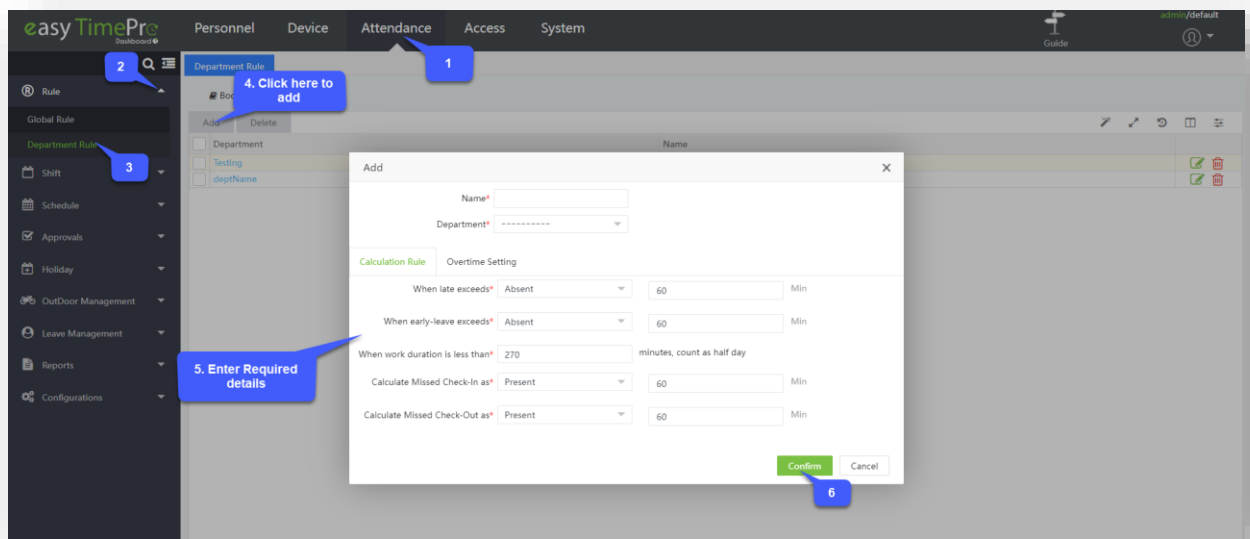 easy TimePro
Dashboard
Personnel Device Attendance Access System
Guide
admin/default
1
2
Department Rule
Rule
4. Click here to
add
Global Rule
Add Delete
Department Rule
3
Department Name
Testing
deptName
Shift
Schedule
Approvals
Holiday
OutDoor Management
Leave Management
Reports
Configurations
Add
Name*
Department* ----------
Calculation Rule Overtime Setting
When late exceeds* Absent 60 Min
When early-leave exceeds* Absent 60 Min
When work duration is less than* 270 minutes, count as half day
Calculate Missed Check-In as* Present 60 Min
Calculate Missed Check-Out as* Present 60 Min
5. Enter Required
details
Confirm Cancel
6